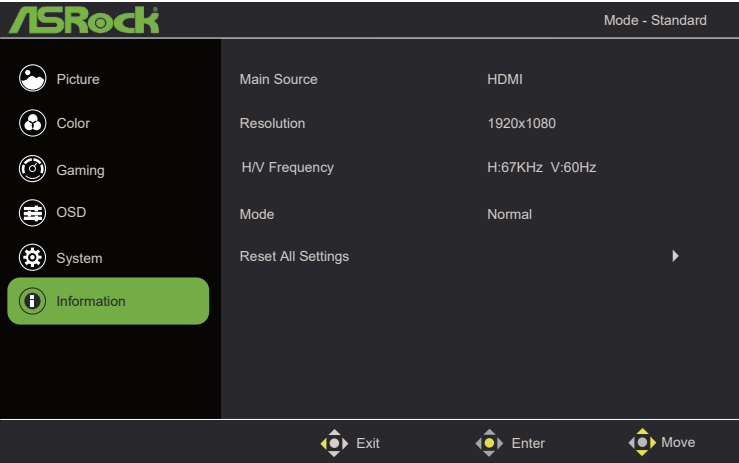 ASRock
Mode - Standard
Picture
Main Source HDMI
Color
Resolution 1920x1080
Gaming
H/V Frequency H:67KHz V:60Hz
OSD
Mode Normal
System
Reset All Settings
Information
Exit Enter Move